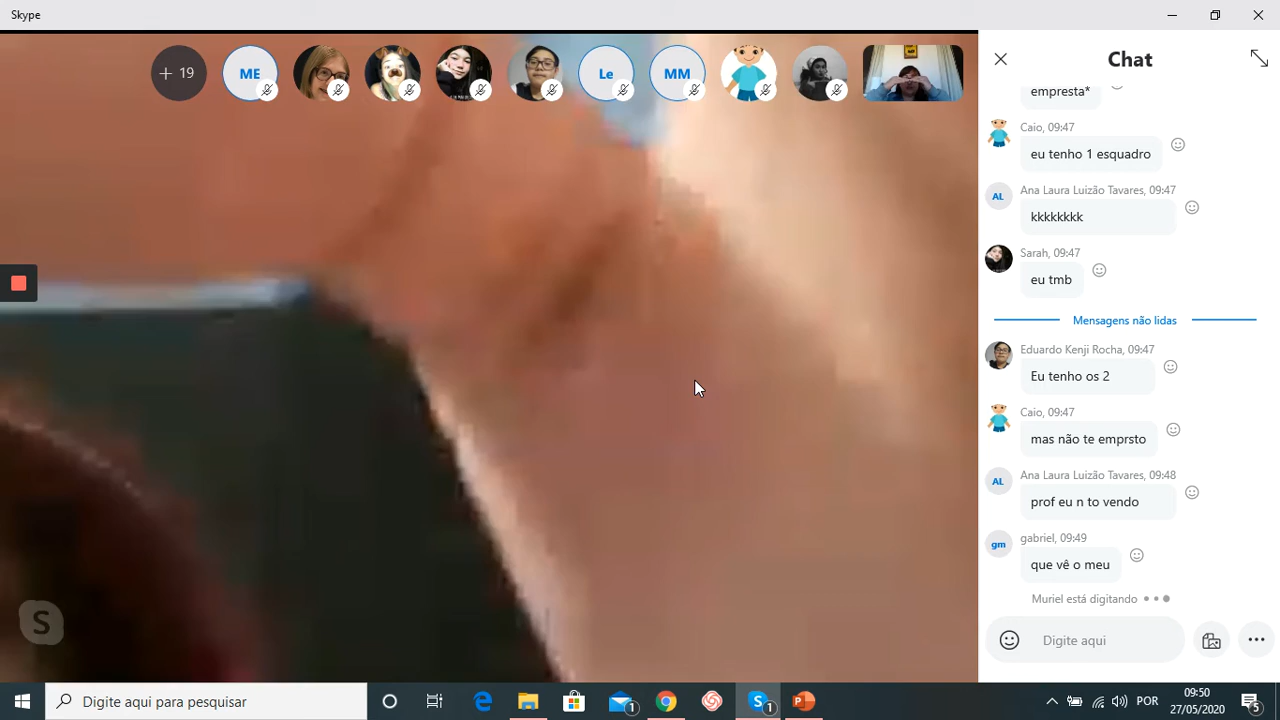 Skype
+ 19
ME
Le
MM
Chat
empresta*
Caio, 09:47
eu tenho 1 esquadro
AL
Ana Laura Luizão Tavares, 09:47
kkkkkkkk
Sarah, 09:47
eu tmb
Mensagens não lidas
Eduardo Kenji Rocha, 09:47
Eu tenho os 2
Caio, 09:47
mas não te emprsto
AL
Ana Laura Luizão Tavares, 09:48
prof eu n to vendo
gm
gabriel, 09:49
que vê o meu
Muriel está digitando
Digite aqui
S
Digite aqui para pesquisar
1
1
POR
09:50
27/05/2020
5